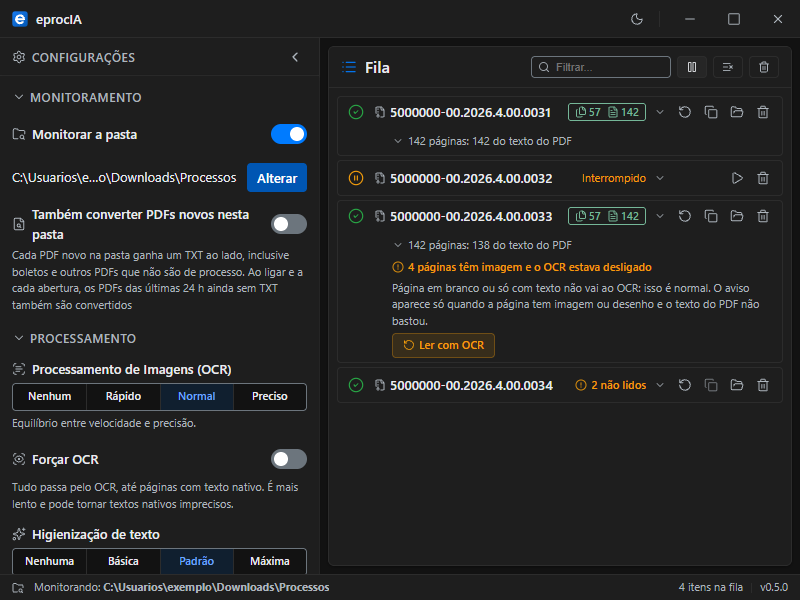 eprocIA
CONFIGURAÇÕES
MONITORAMENTO
Monitorar a pasta
C:\Usuarios\e...o\Downloads\Processos
Alterar
Também converter PDFs novos nesta
pasta
Cada PDF novo na pasta ganha um TXT ao lado, inclusive
boletos e outros PDFs que não são de processo. Ao ligar e a
cada abertura, os PDFs das últimas 24 h ainda sem TXT
também são convertidos
PROCESSAMENTO
Processamento de Imagens (OCR)
Nenhum Rápido Normal Preciso
Equilíbrio entre velocidade e precisão.
Forçar OCR
Tudo passa pelo OCR, até páginas com texto nativo. É mais
lento e pode tornar textos nativos imprecisos.
Higienização de texto
Nenhuma Básica Padrão Máxima
Fila
Filtrar...
5000000-00.2026.4.00.0031 57 142
142 páginas: 142 do texto do PDF
5000000-00.2026.4.00.0032 Interrompido
5000000-00.2026.4.00.0033 57 142
142 páginas: 138 do texto do PDF
4 páginas têm imagem e o OCR estava desligado
Página em branco ou só com texto não vai ao OCR: isso é normal. O aviso
aparece só quando a página tem imagem ou desenho e o texto do PDF não
bastou.
Ler com OCR
5000000-00.2026.4.00.0034 2 não lidos
Monitorando: C:\Usuarios\exemplo\Downloads\Processos
4 itens na fila v0.5.0